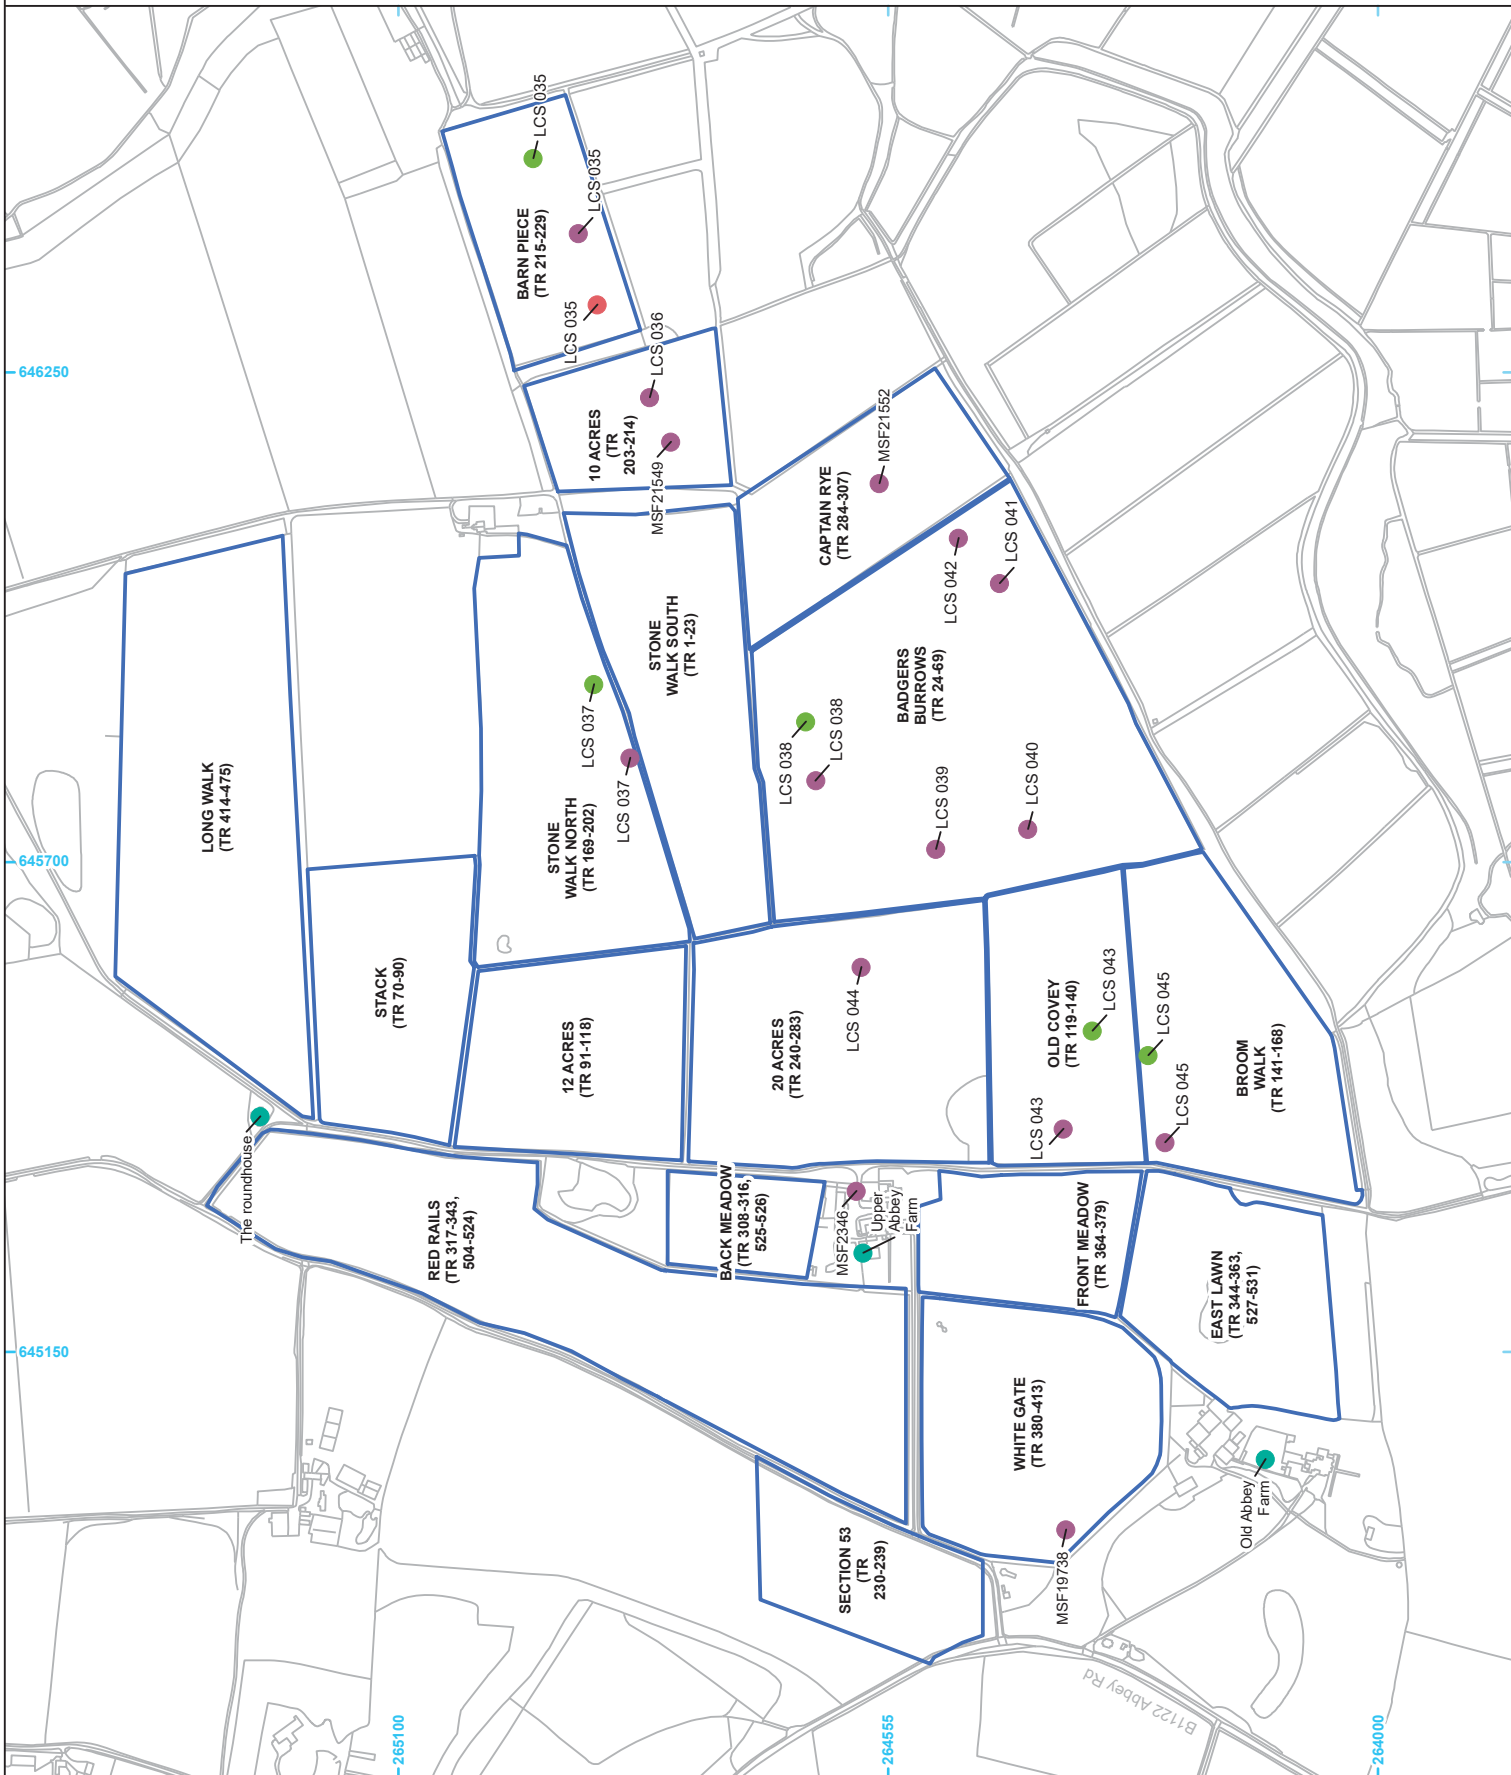 LCS 035
LCS 035
BARN PIECE
(TR 215-229)
LCS 035
LCS 036
646250
10 ACRES
(TR
203-214)
MSF21549
MSF21552
CAPTAIN RYE
(TR 284-307)
LCS 041
LCS 042
STONE
WALK SOUTH
(TR 1-23)
BADGERS
BURROWS
(TR 24-69)
LCS 037
LCS 037
LCS 038
LCS 038
LONG WALK
(TR 414-475)
STONE
WALK NORTH
(TR 169-202)
LCS 039
LCS 040
645700
STACK
(TR 70-90)
12 ACRES
(TR 91-118)
20 ACRES
(TR 240-283)
LCS 044
OLD COVEY
(TR 119-140)
LCS 043
LCS 043
LCS 045
LCS 045
BROOM
WALK
(TR 141-168)
The roundhouse
RED RAILS
(TR 317-343,
504-524)
BACK MEADOW
(TR 308-316,
525-526)
MSF2346
Upper
Abbey
Farm
FRONT MEADOW
(TR 364-379)
EAST LAWN
(TR 344-363,
527-531)
645150
WHITE GATE
(TR 380-413)
Old Abbey
Farm
SECTION 53
(TR
230-239)
MSF19738
B1122 Abbey Rd
265100
264555
264000